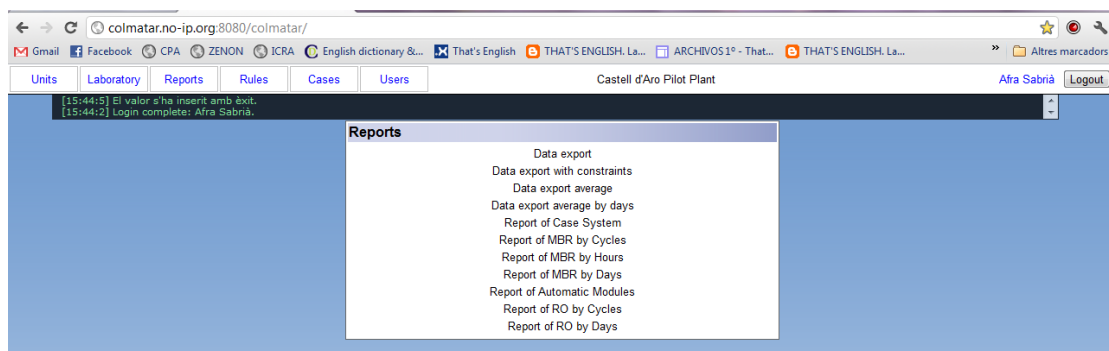 colmatar.no-ip.org:8080/colmatar/
Gmail Facebook CPA ZENON ICRA English dictionary &... That's English THAT'S ENGLISH. La... ARCHIVOS 1º - That... THAT'S ENGLISH. La... » Altres marcadors
Units Laboratory Reports Rules Cases Users Castell d'Aro Pilot Plant Afra Sabrià Logout
[15:44:5] El valor s'ha inserit amb èxit.
[15:44:2] Login complete: Afra Sabrià.
Reports
Data export
Data export with constraints
Data export average
Data export average by days
Report of Case System
Report of MBR by Cycles
Report of MBR by Hours
Report of MBR by Days
Report of Automatic Modules
Report of RO by Cycles
Report of RO by Days